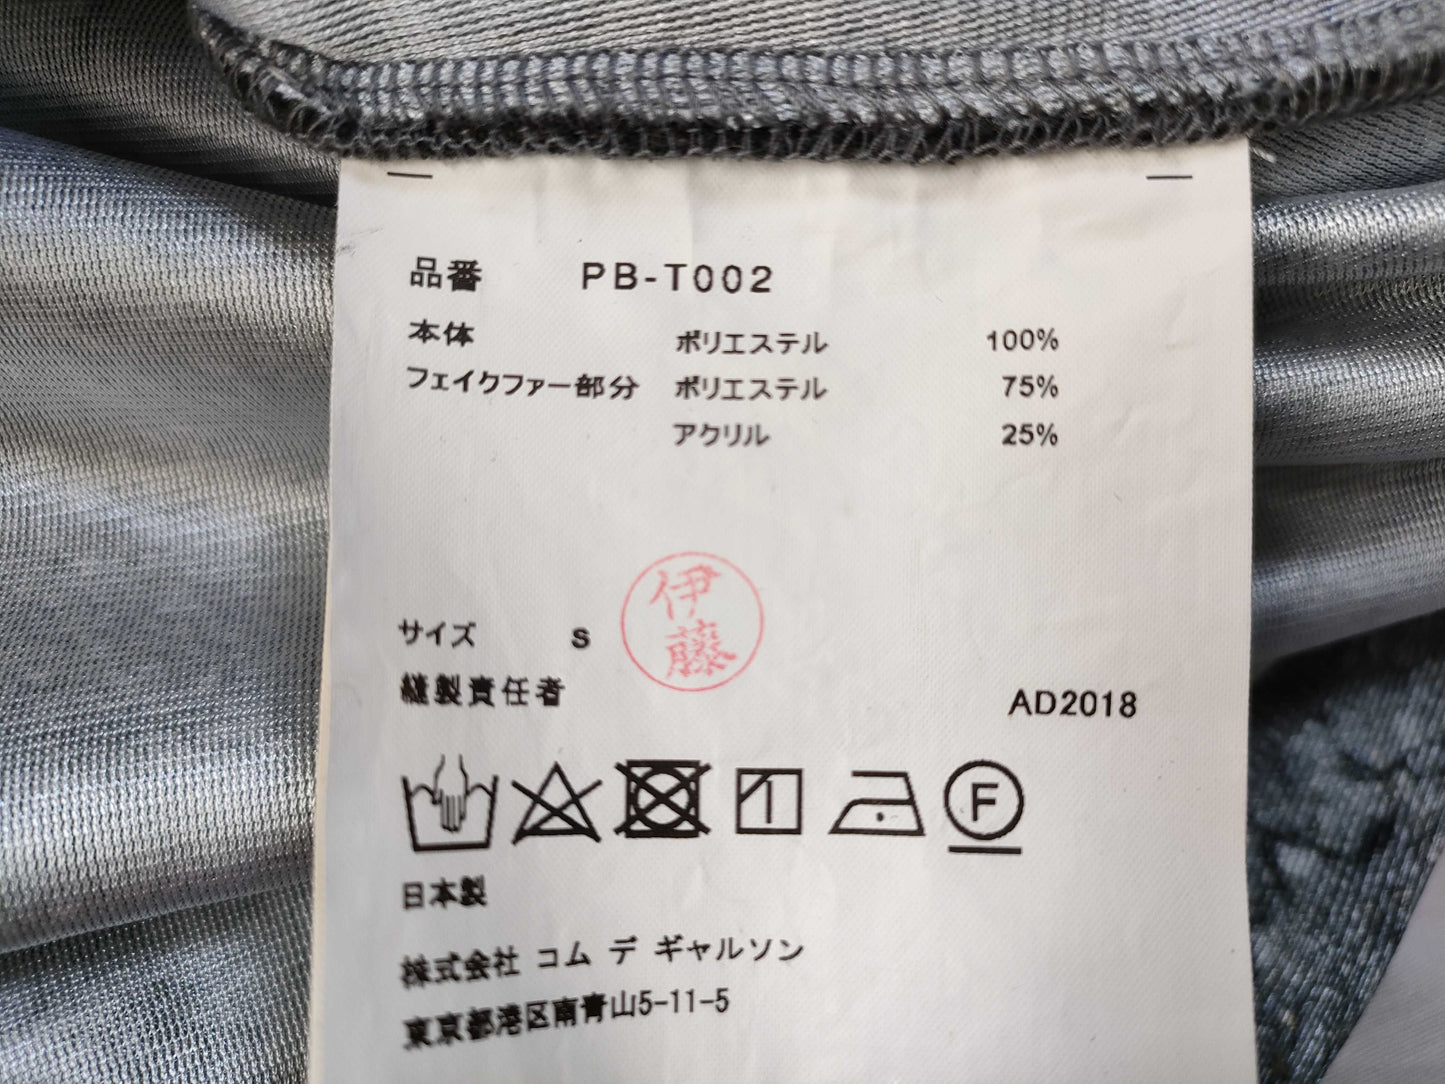 品番 PB-T002
本体 ポリエステル 100%
フェイクファー部分 ポリエステル 75%
アクリル 25%
サイズ S
伊藤
縫製責任者
AD2018
F
日本製
株式会社 コム デ ギャルソン
東京都港区南青山5-11-5